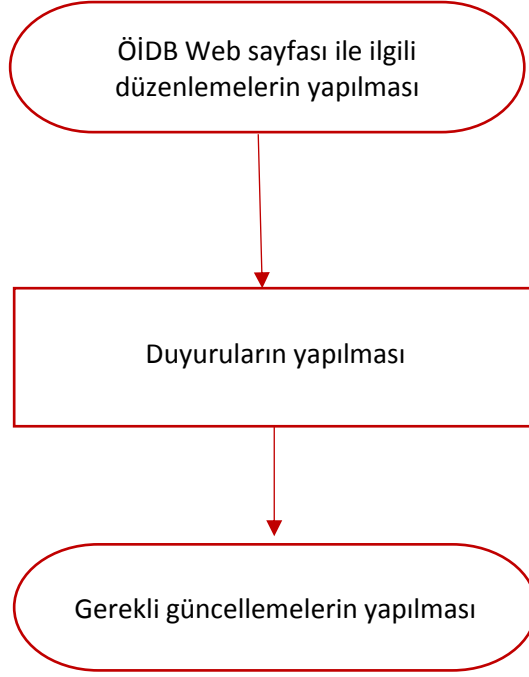 ÖİDB Web sayfası ile ilgili
düzenlemelerin yapılması
Duyuruların yapılması
Gerekli güncellemelerin yapılması